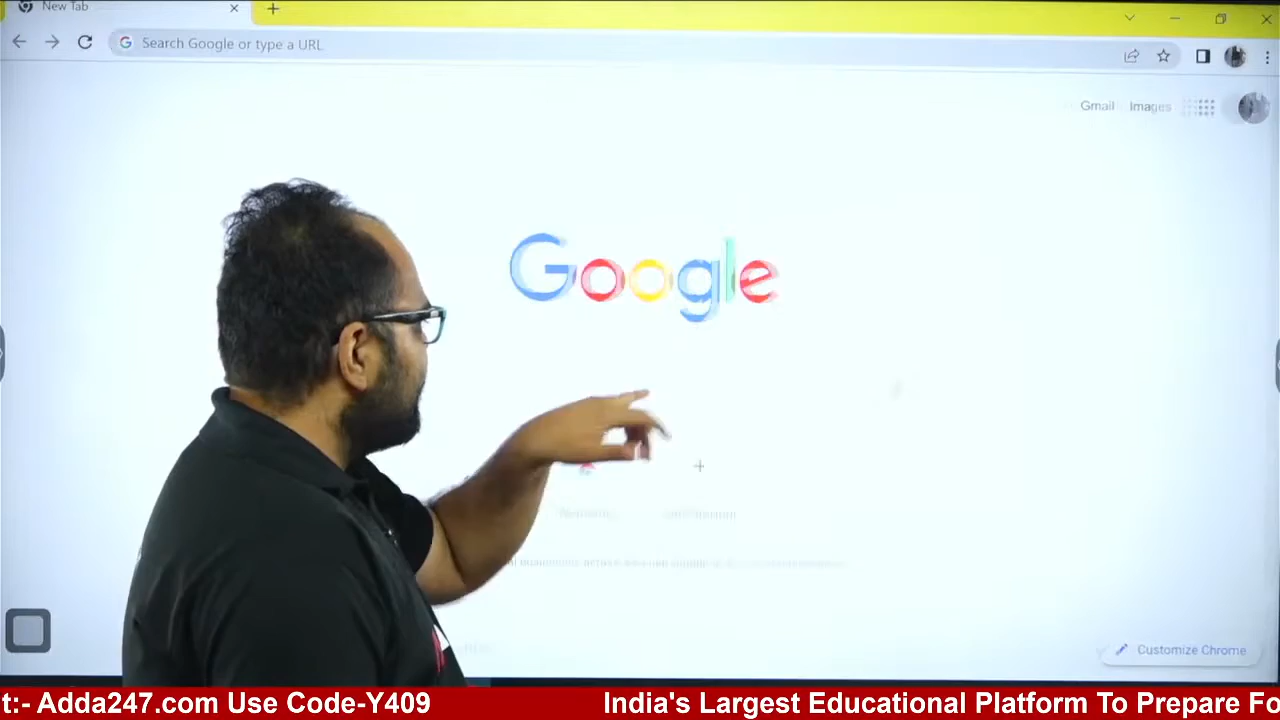 New Tab
Search Google or type a URL
Gmail Images
Google
Customize Chrome
t:- Adda247.com Use Code-Y409 India's Largest Educational Platform To Prepare Fo